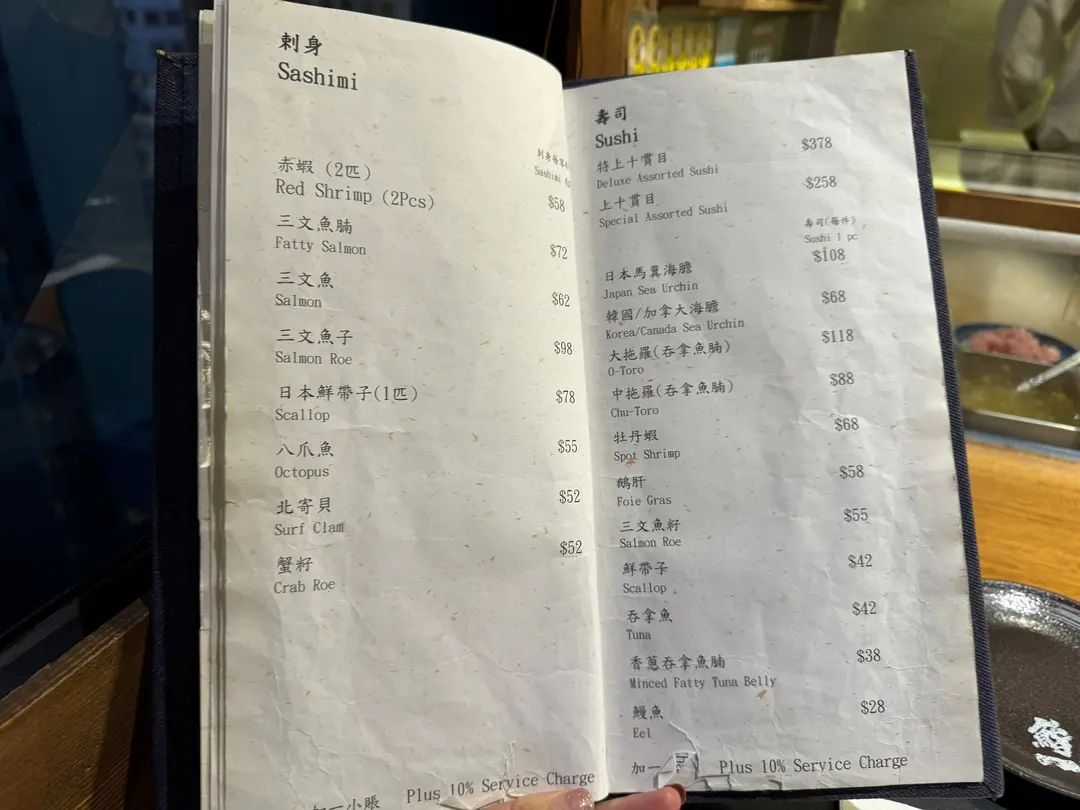 刺身
Sashimi
刺身每客
Sashimi
赤蝦 (2匹)
Red Shrimp (2Pcs)
$58
三文魚腩
Fatty Salmon
$72
三文魚
Salmon
$62
三文魚子
Salmon Roe
$98
日本鮮帶子(1匹)
Scallop
$78
八爪魚
Octopus
$55
北寄貝
Surf Clam
$52
蟹籽
Crab Roe
$52
加一小賬
Plus 10% Service Charge
壽司
Sushi
特上十貫目
Deluxe Assorted Sushi
$378
上十貫目
Special Assorted Sushi
$258
壽司(每件)
Sushi 1 pc
日本馬糞海膽
Japan Sea Urchin
$108
韓國/加拿大海膽
Korea/Canada Sea Urchin
$68
大拖羅(吞拿魚腩)
O-Toro
$118
中拖羅(吞拿魚腩)
Chu-Toro
$88
牡丹蝦
Spot Shrimp
$68
鵝肝
Foie Gras
$58
三文魚籽
Salmon Roe
$55
鮮帶子
Scallop
$42
吞拿魚
Tuna
$42
香蔥吞拿魚腩
Minced Fatty Tuna Belly
$38
鰻魚
Eel
$28
加一
Plus 10% Service Charge